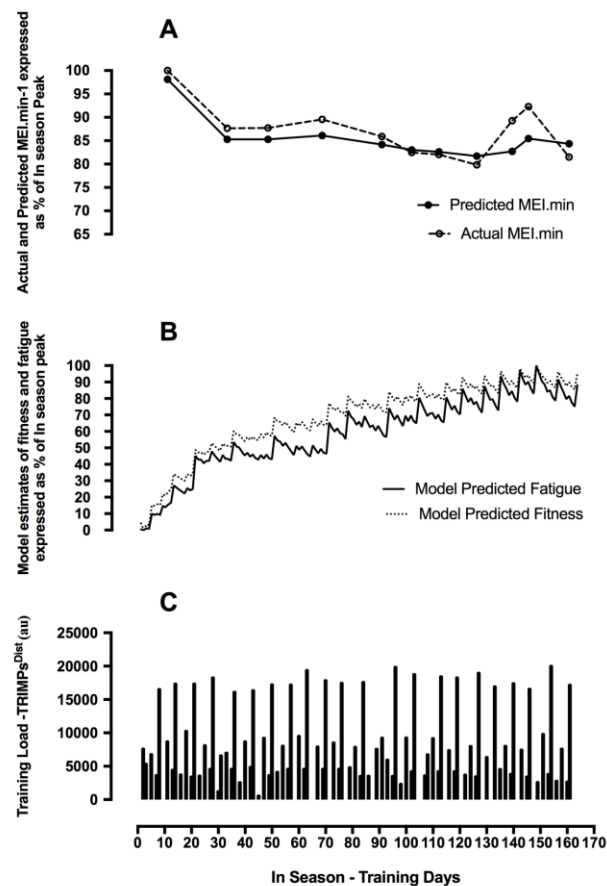 A
Actual and Predicted MEI.min-1 expressed
as % of In season Peak
100
95
90
85
80
75
70
65
Predicted MEI.min
Actual MEI.min
B
Model estimates of fitness and fatigue
expressed as % of In season peak
100
90
80
70
60
50
40
30
20
10
0
Model Predicted Fatigue
Model Predicted Fitness
C
Training Load -TRIMPsDist (au)
25000
20000
15000
10000
5000
0
0 10 20 30 40 50 60 70 80 90 100 110 120 130 140 150 160 170
In Season - Training Days